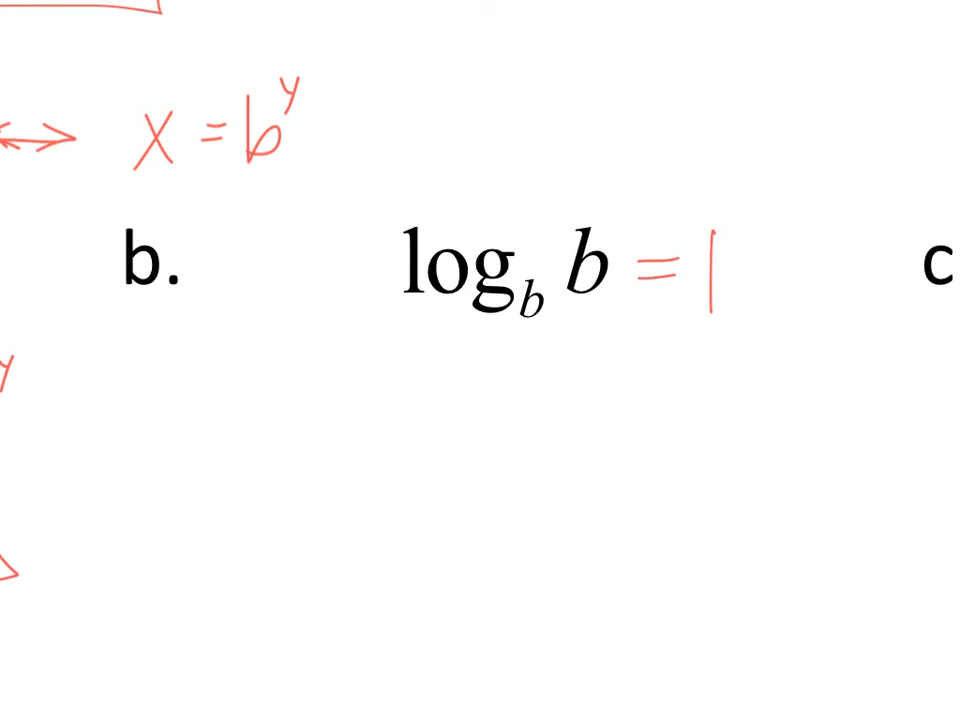 ↔ x = b^y
b. log_b b = 1 c
y